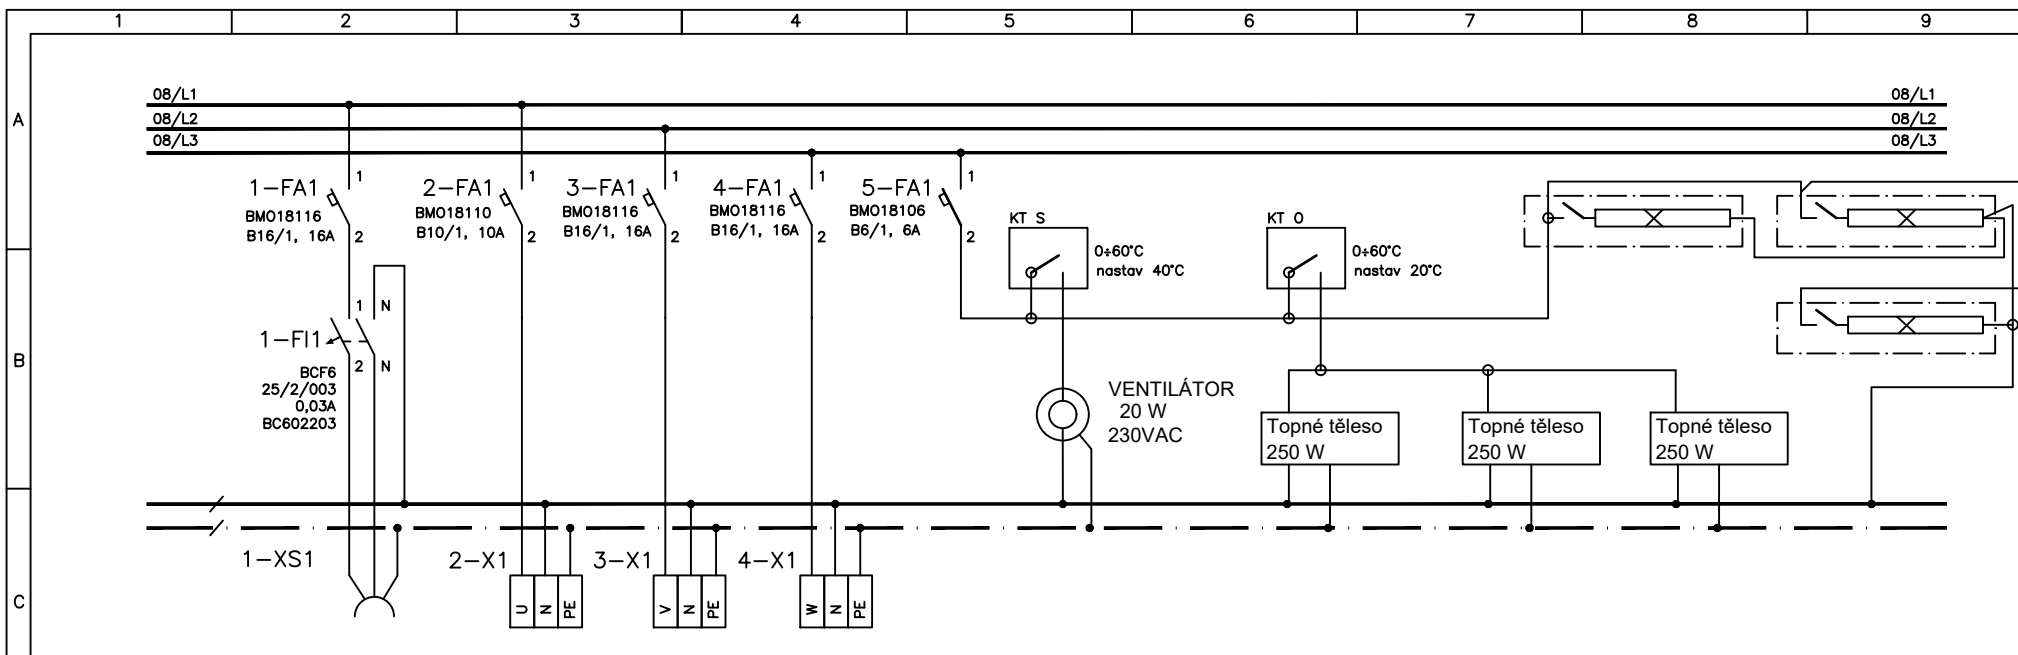 1 2 3 4 5 6 7 8 9
A
B
C
08/L1 08/L1
08/L2 08/L2
08/L3 08/L3
1-FA1
BM018116
B16/1, 16A
1
2
2-FA1
BM018110
B10/1, 10A
1
2
3-FA1
BM018116
B16/1, 16A
1
2
4-FA1
BM018116
B16/1, 16A
1
2
5-FA1
BM018106
B6/1, 6A
1
2
KT S
0÷60°C
nastav 40°C
KT O
0÷60°C
nastav 20°C
1 N
1-FI1
2 N
BCF6
25/2/003
0,03A
BC602203
VENTILÁTOR
20 W
230VAC
Topné těleso
250 W
Topné těleso
250 W
Topné těleso
250 W
1-XS1
2-X1
U N PE
3-X1
V N PE
4-X1
W N PE